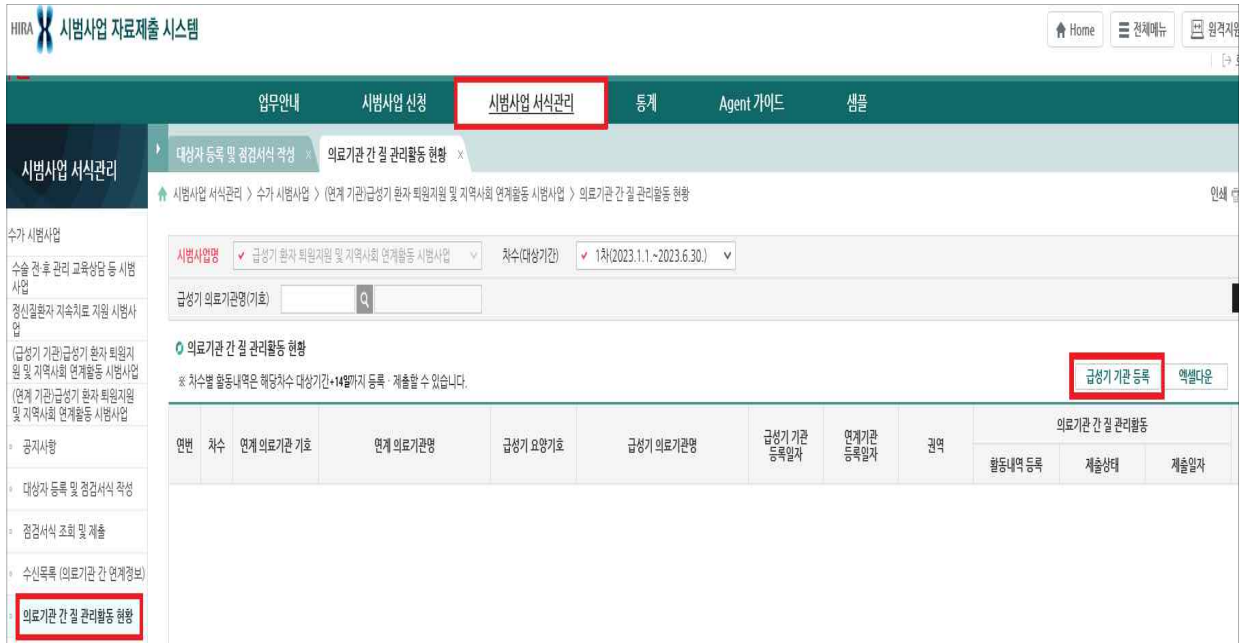 HIRA 시범사업 자료제출 시스템
Home 전체메뉴
업무안내 시범사업 신청 시범사업 서식관리 통계 Agent 가이드 샘플
시범사업 서식관리
대상자 등록 및 점검서식 작성 × 의료기관 간 질 관리활동 현황 ×
시범사업 서식관리 > 수가 시범사업 > (연계 기관)급성기 환자 퇴원지원 및 지역사회 연계활동 시범사업 > 의료기관 간 질 관리활동 현황 인쇄
수가 시범사업
수술 전·후 관리 교육상담 등 시범
사업
정신질환자 지속치료 지원 시범사
업
(급성기 기관)급성기 환자 퇴원지
원 및 지역사회 연계활동 시범사업
(연계 기관)급성기 환자 퇴원지원
및 지역사회 연계활동 시범사업
공지사항
대상자 등록 및 점검서식 작성
점검서식 조회 및 제출
수신목록 (의료기관 간 연계정보)
의료기관 간 질 관리활동 현황
시범사업명 급성기 환자 퇴원지원 및 지역사회 연계활동 시범사업 차수(대상기간) 1차(2023.1.1.~2023.6.30.)
급성기 의료기관명(기호)
의료기관 간 질 관리활동 현황
※ 차수별 활동내역은 해당차수 대상기간+14일까지 등록·제출할 수 있습니다.
급성기 기관 등록 엑셀다운
연번 차수 연계 의료기관 기호 연계 의료기관명 급성기 요양기호 급성기 의료기관명 급성기 기관
등록일자 연계기관
등록일자 권역 의료기관 간 질 관리활동
활동내역 등록 제출상태 제출일자